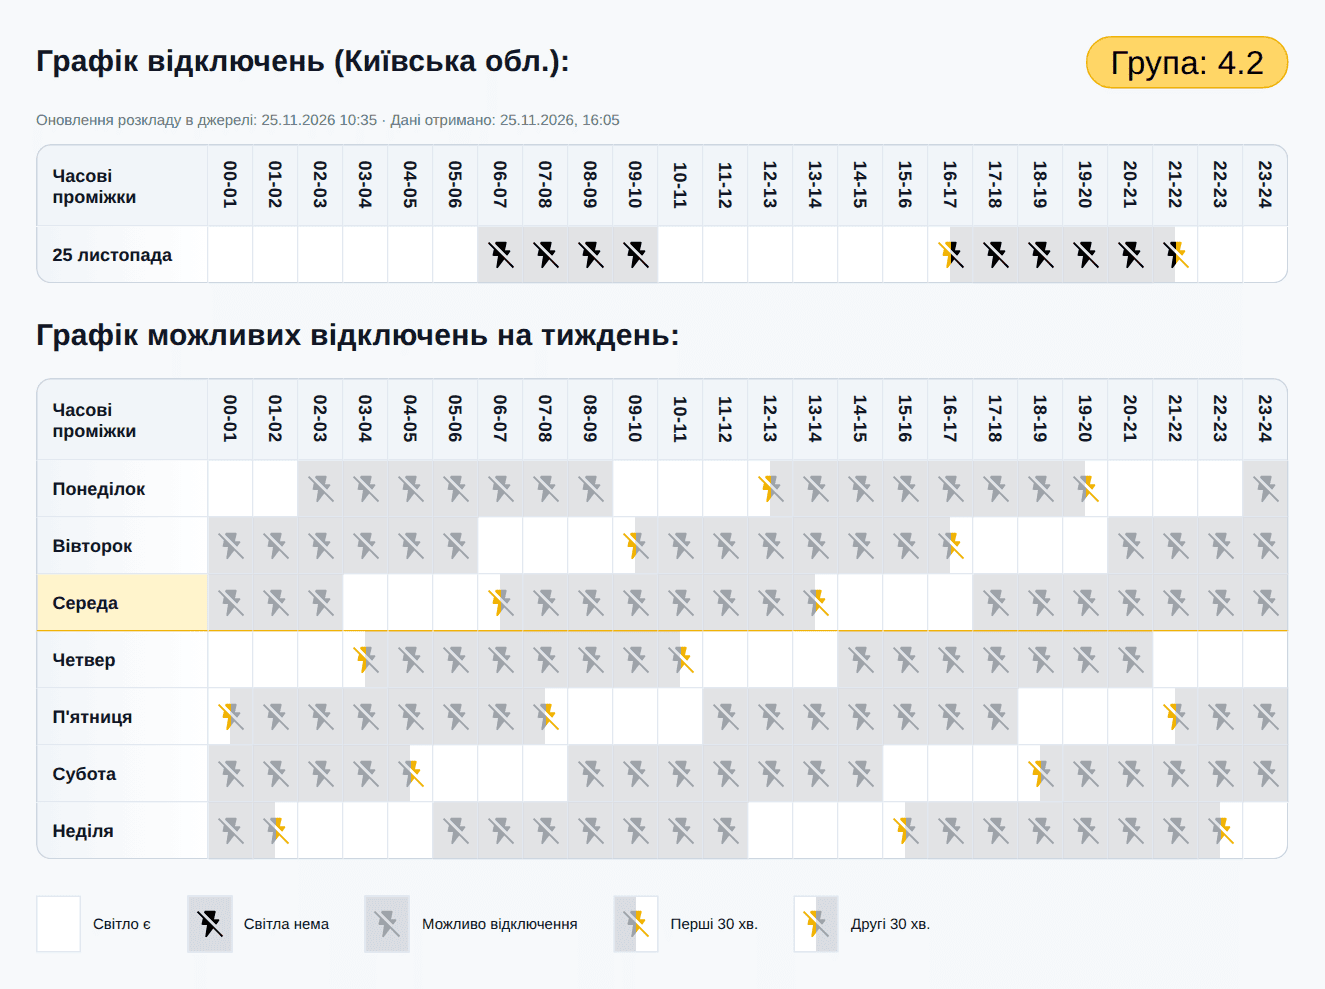 Графік відключень (Київська обл.):
Група: 4.2
Оновлення розкладу в джерелі: 25.11.2026 10:35 · Дані отримано: 25.11.2026, 16:05
Часові
проміжки
00-01 01-02 02-03 03-04 04-05 05-06 06-07 07-08 08-09 09-10 10-11 11-12 12-13 13-14 14-15 15-16 16-17 17-18 18-19 19-20 20-21 21-22 22-23 23-24
25 листопада
Графік можливих відключень на тиждень:
Часові
проміжки
00-01 01-02 02-03 03-04 04-05 05-06 06-07 07-08 08-09 09-10 10-11 11-12 12-13 13-14 14-15 15-16 16-17 17-18 18-19 19-20 20-21 21-22 22-23 23-24
Понеділок
Вівторок
Середа
Четвер
П'ятниця
Субота
Неділя
Світло є
Світла нема
Можливо відключення
Перші 30 хв.
Другі 30 хв.